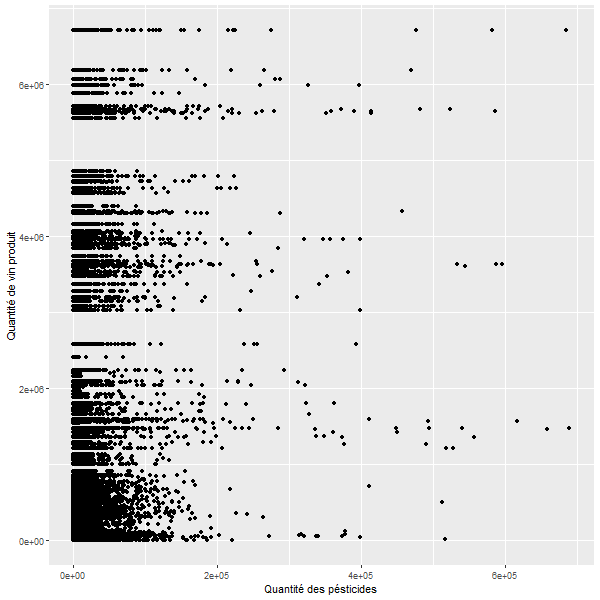 Quantité de vin produit
6e+06
4e+06
2e+06
0e+00
0e+00 2e+05 4e+05 6e+05
Quantité des pésticides